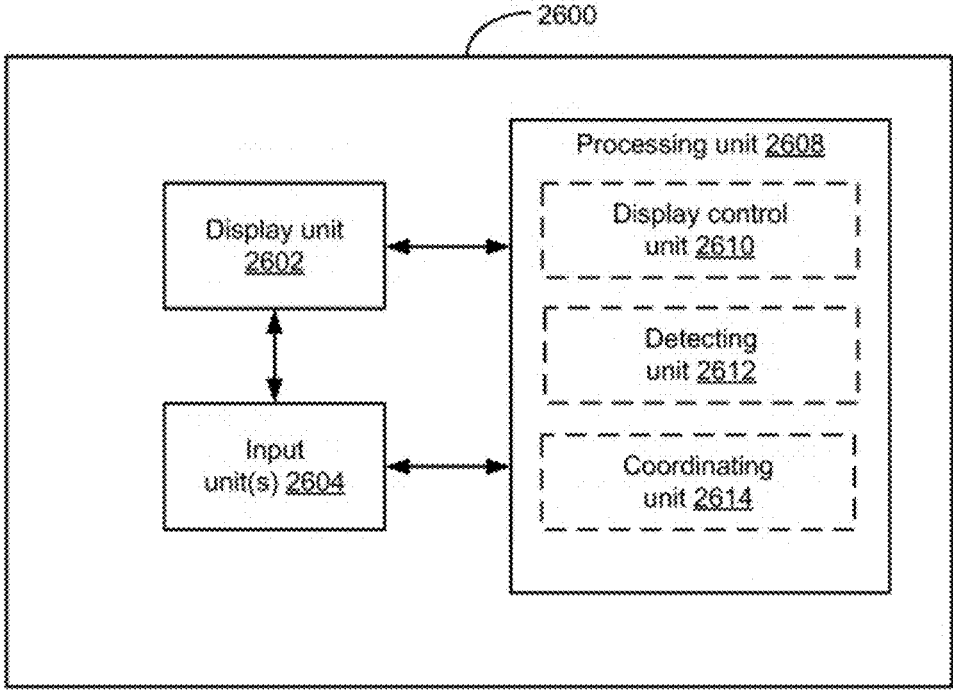 2600
Processing unit 2608
Display control
unit 2610
Display unit
2602
Detecting
unit 2612
Input
unit(s) 2604
Coordinating
unit 2614